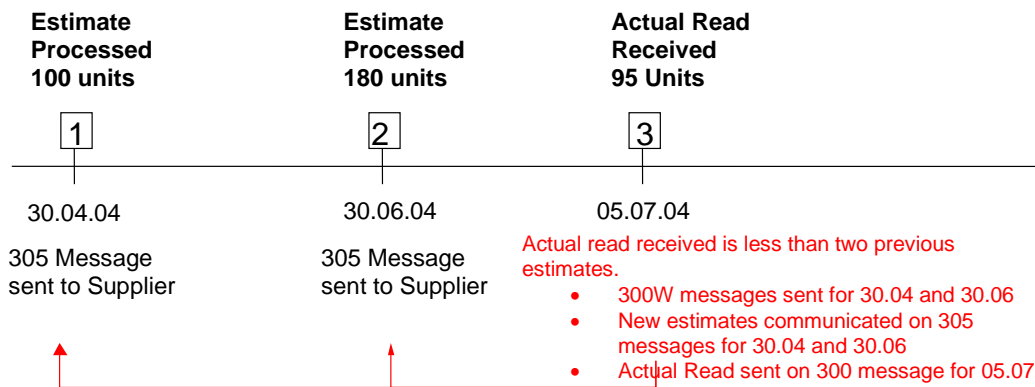 Estimate
Processed
100 units
Estimate
Processed
180 units
Actual Read
Received
95 Units
1
2
3
30.04.04
30.06.04
05.07.04
305 Message
sent to Supplier
305 Message
sent to Supplier
Actual read received is less than two previous
estimates.
• 300W messages sent for 30.04 and 30.06
• New estimates communicated on 305
messages for 30.04 and 30.06
• Actual Read sent on 300 message for 05.07